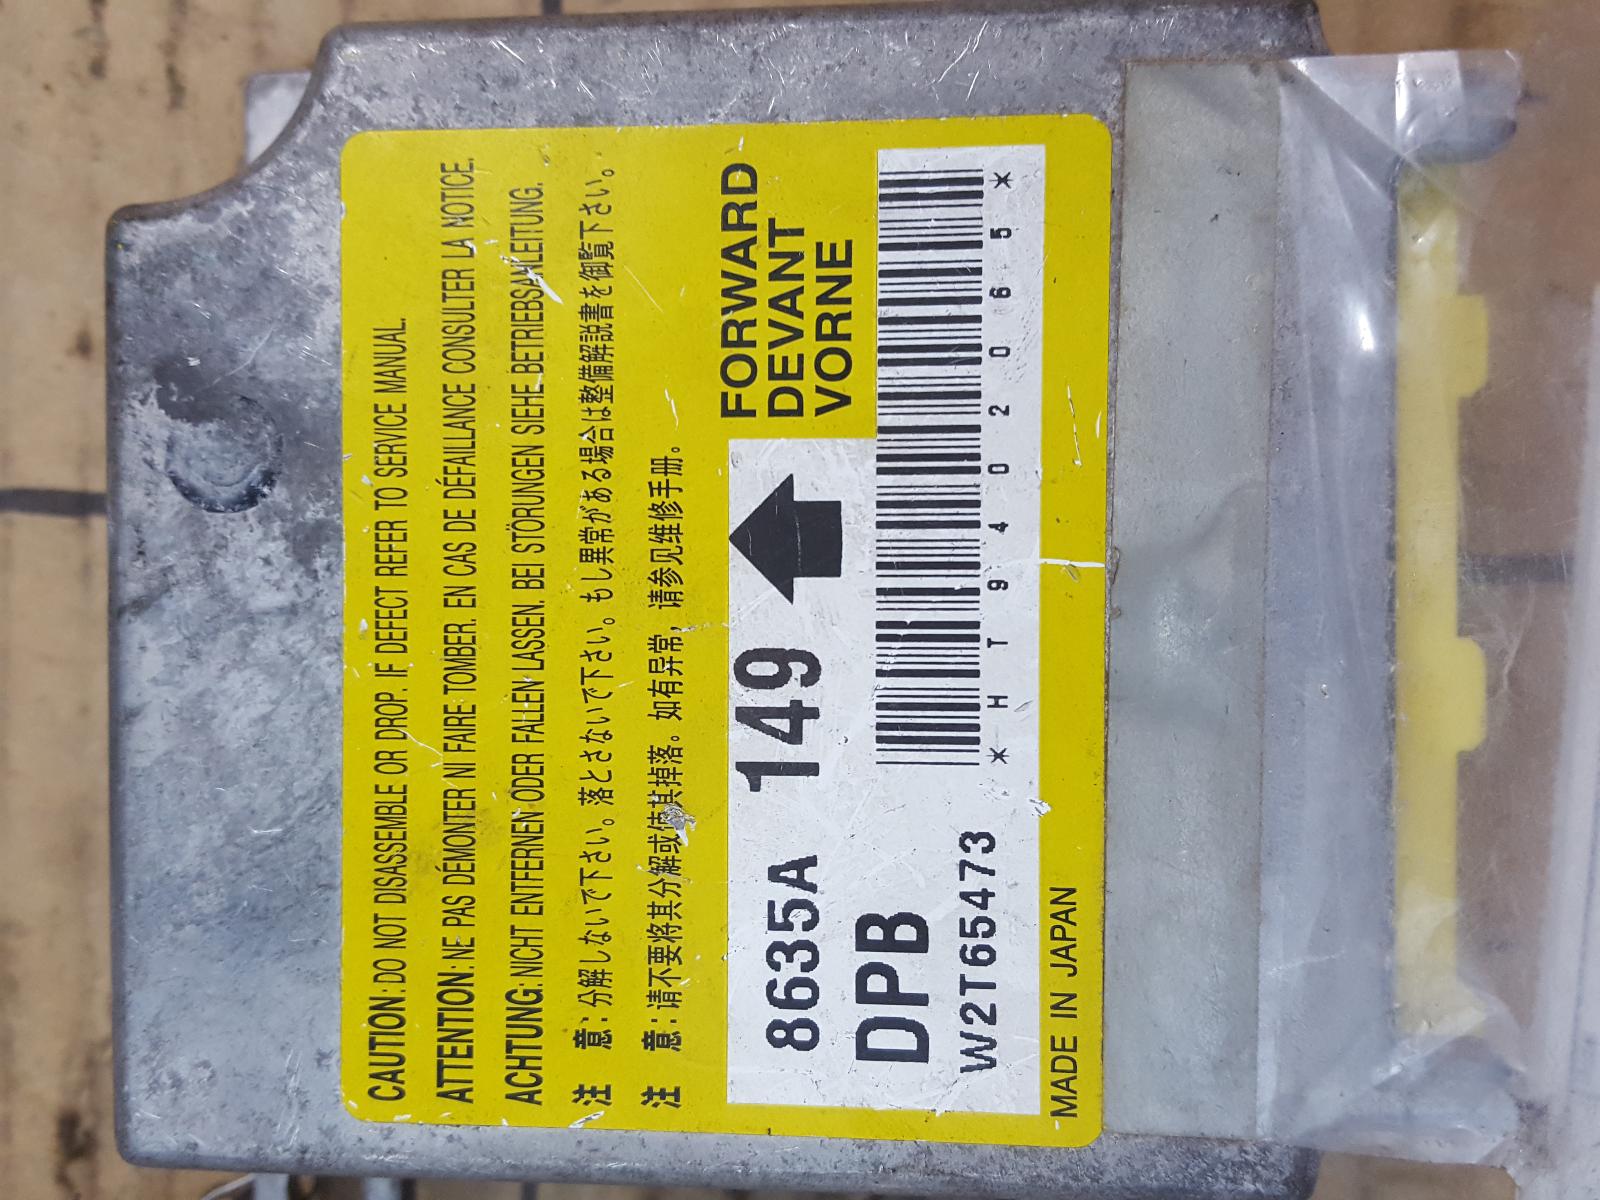 CAUTION: DO NOT DISASSEMBLE OR DROP. IF DEFECT REFER TO SERVICE MANUAL.
ATTENTION: NE PAS DÉMONTER NI FAIRE TOMBER. EN CAS DE DÉFAILLANCE CONSULTER LA NOTICE.
ACHTUNG: NICHT ENTFERNEN ODER FALLEN LASSEN. BEI STÖRUNGEN SIEHE BETRIEBSANLEITUNG.
注 意: 分解しないで下さい。落とさないで下さい。もし異常がある場合は整備解説書を御覧下さい。
注 意: 请不要将其分解或使其掉落。如有异常，请参见维修手册。
8635A 149
FORWARD
DEVANT
VORNE
DPB
W2T65473
*HT9402065*
MADE IN JAPAN